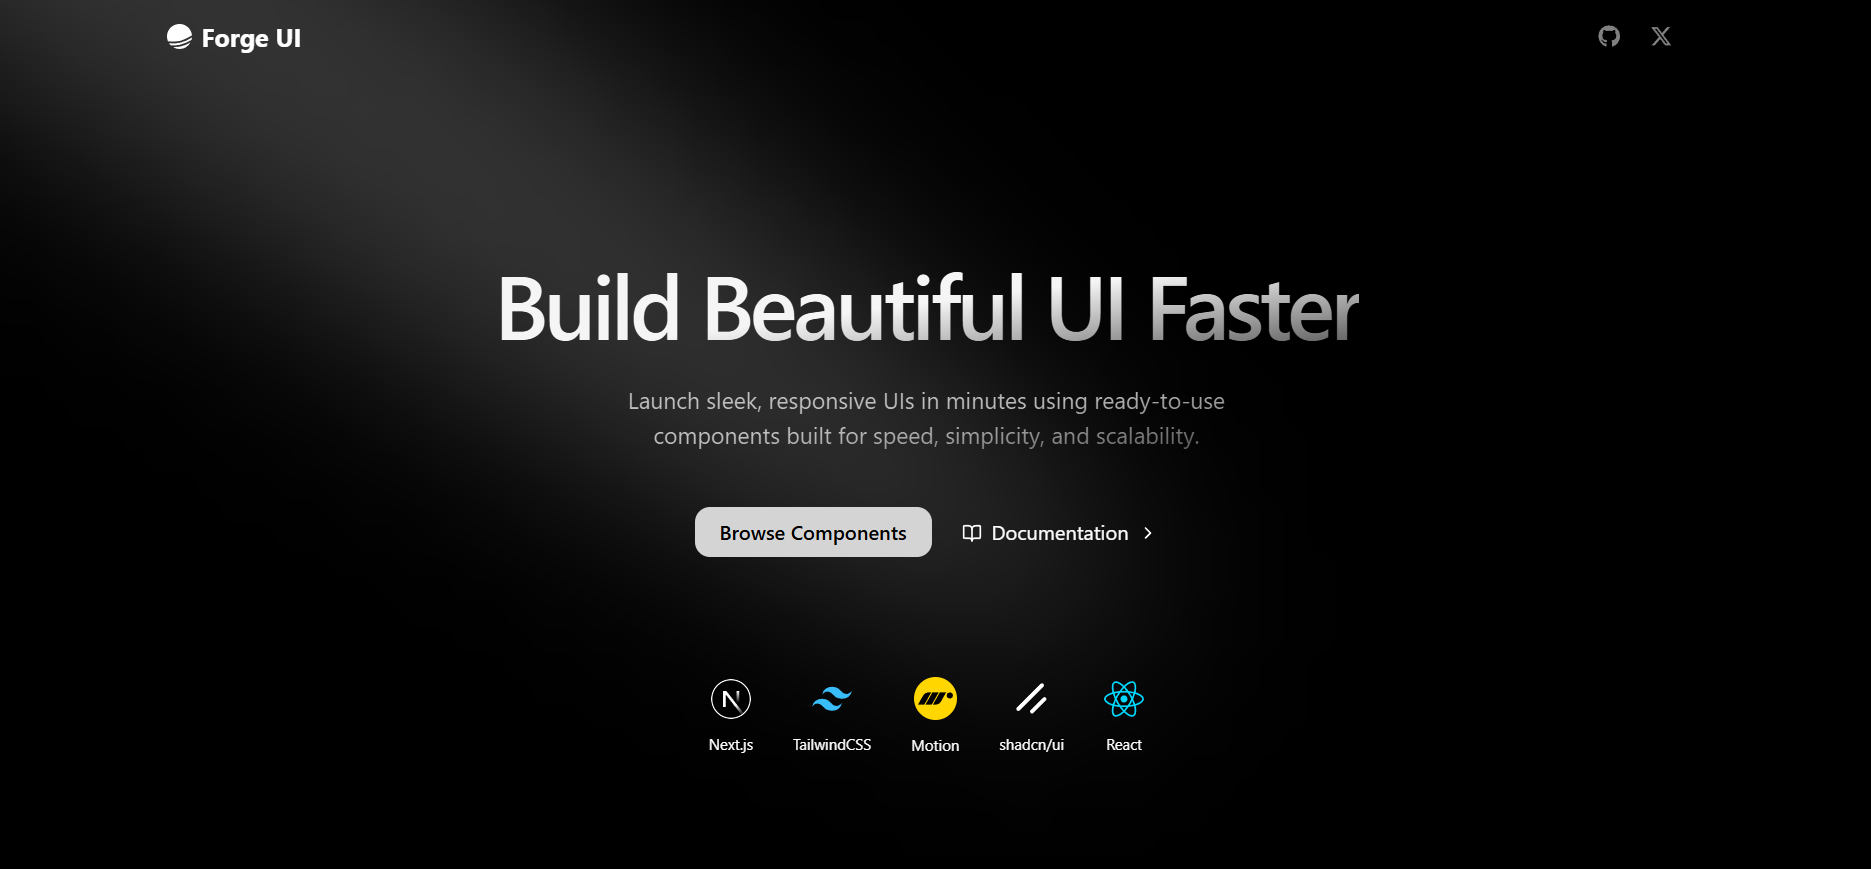 Forge UI
Build Beautiful UI Faster
Launch sleek, responsive UIs in minutes using ready-to-use
components built for speed, simplicity, and scalability.
Browse Components
Documentation
Next.js
TailwindCSS
Motion
shadcn/ui
React